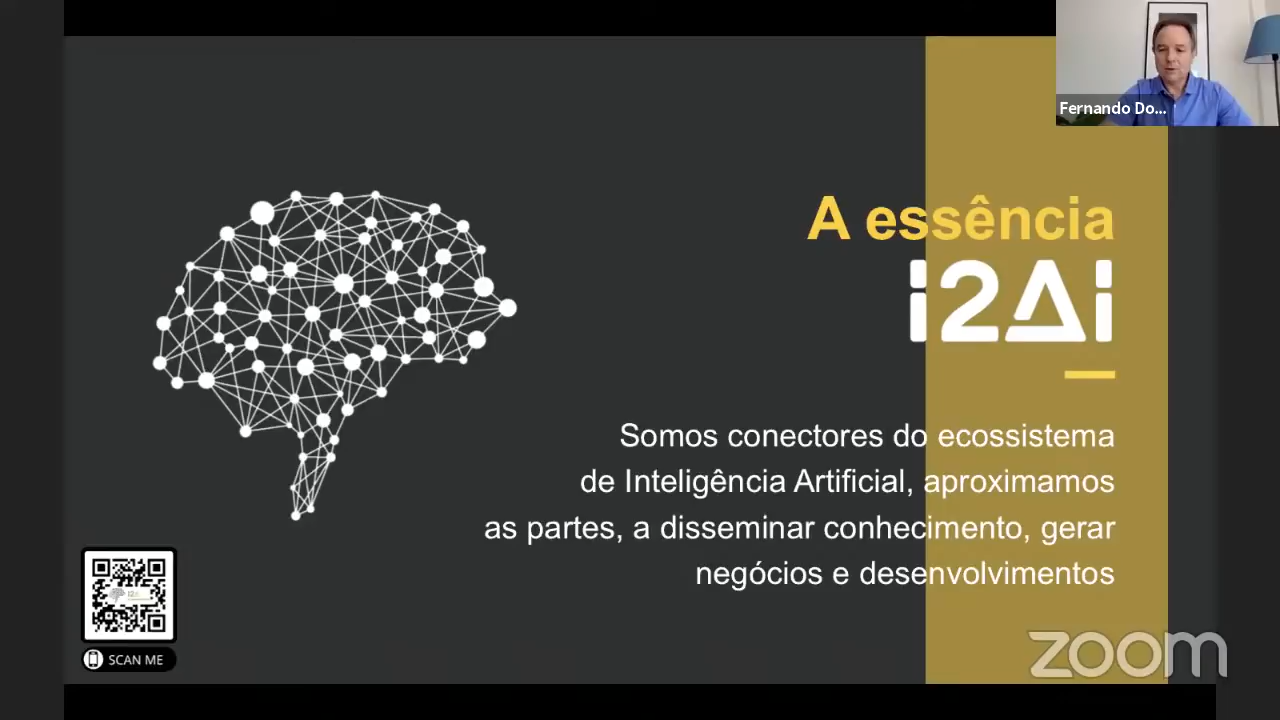 Fernando Do...
A essência
i2Ai
Somos conectores do ecossistema
de Inteligência Artificial, aproximamos
as partes, a disseminar conhecimento, gerar
negócios e desenvolvimentos
SCAN ME
zoom